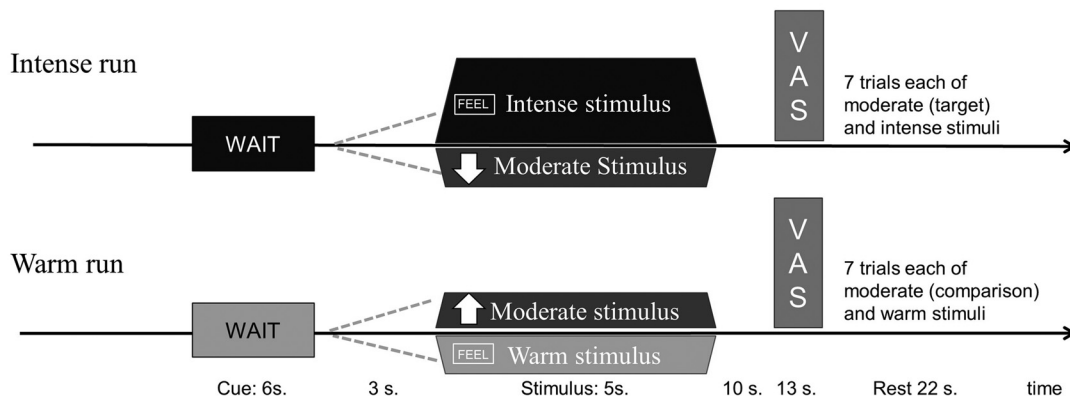 Intense run
WAIT
FEEL Intense stimulus
Moderate Stimulus
V
A
S
7 trials each of
moderate (target)
and intense stimuli
Warm run
WAIT
Moderate stimulus
FEEL Warm stimulus
V
A
S
7 trials each of
moderate (comparison)
and warm stimuli
Cue: 6s. 3 s. Stimulus: 5s. 10 s. 13 s. Rest 22 s. time